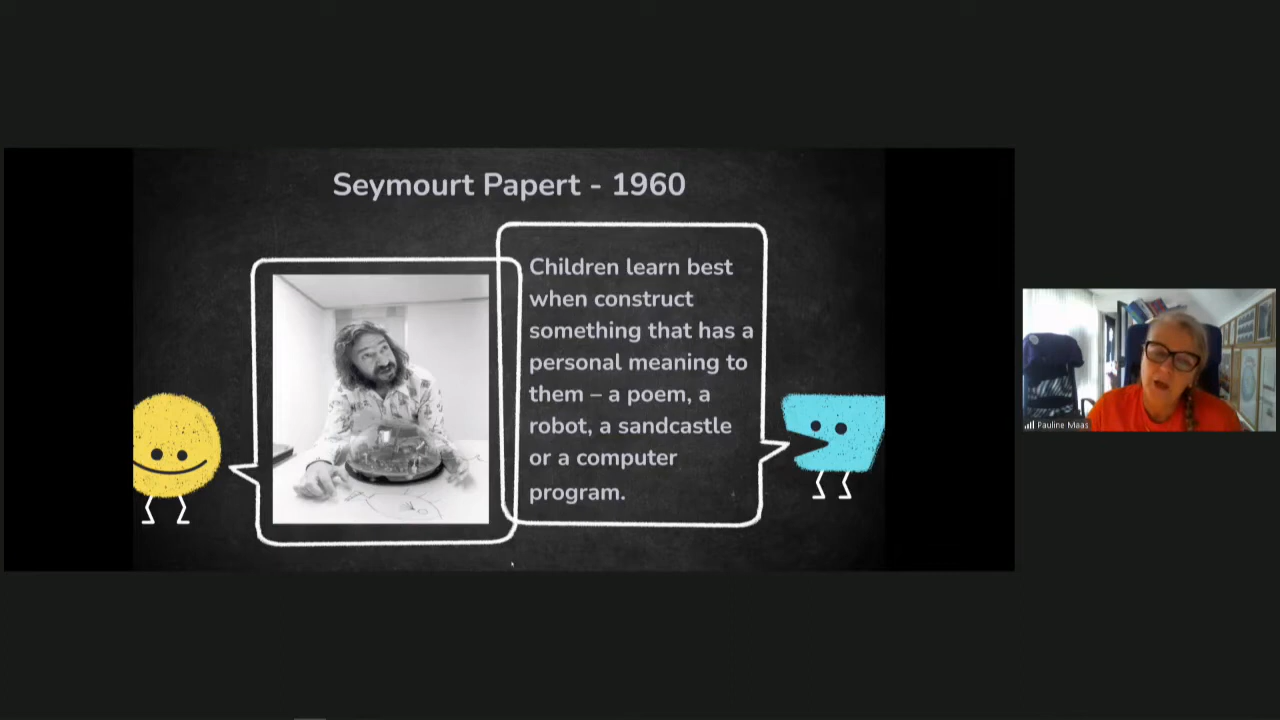 Seymourt Papert - 1960
Children learn best
when construct
something that has a
personal meaning to
them – a poem, a
robot, a sandcastle
or a computer
program.
Pauline Maas